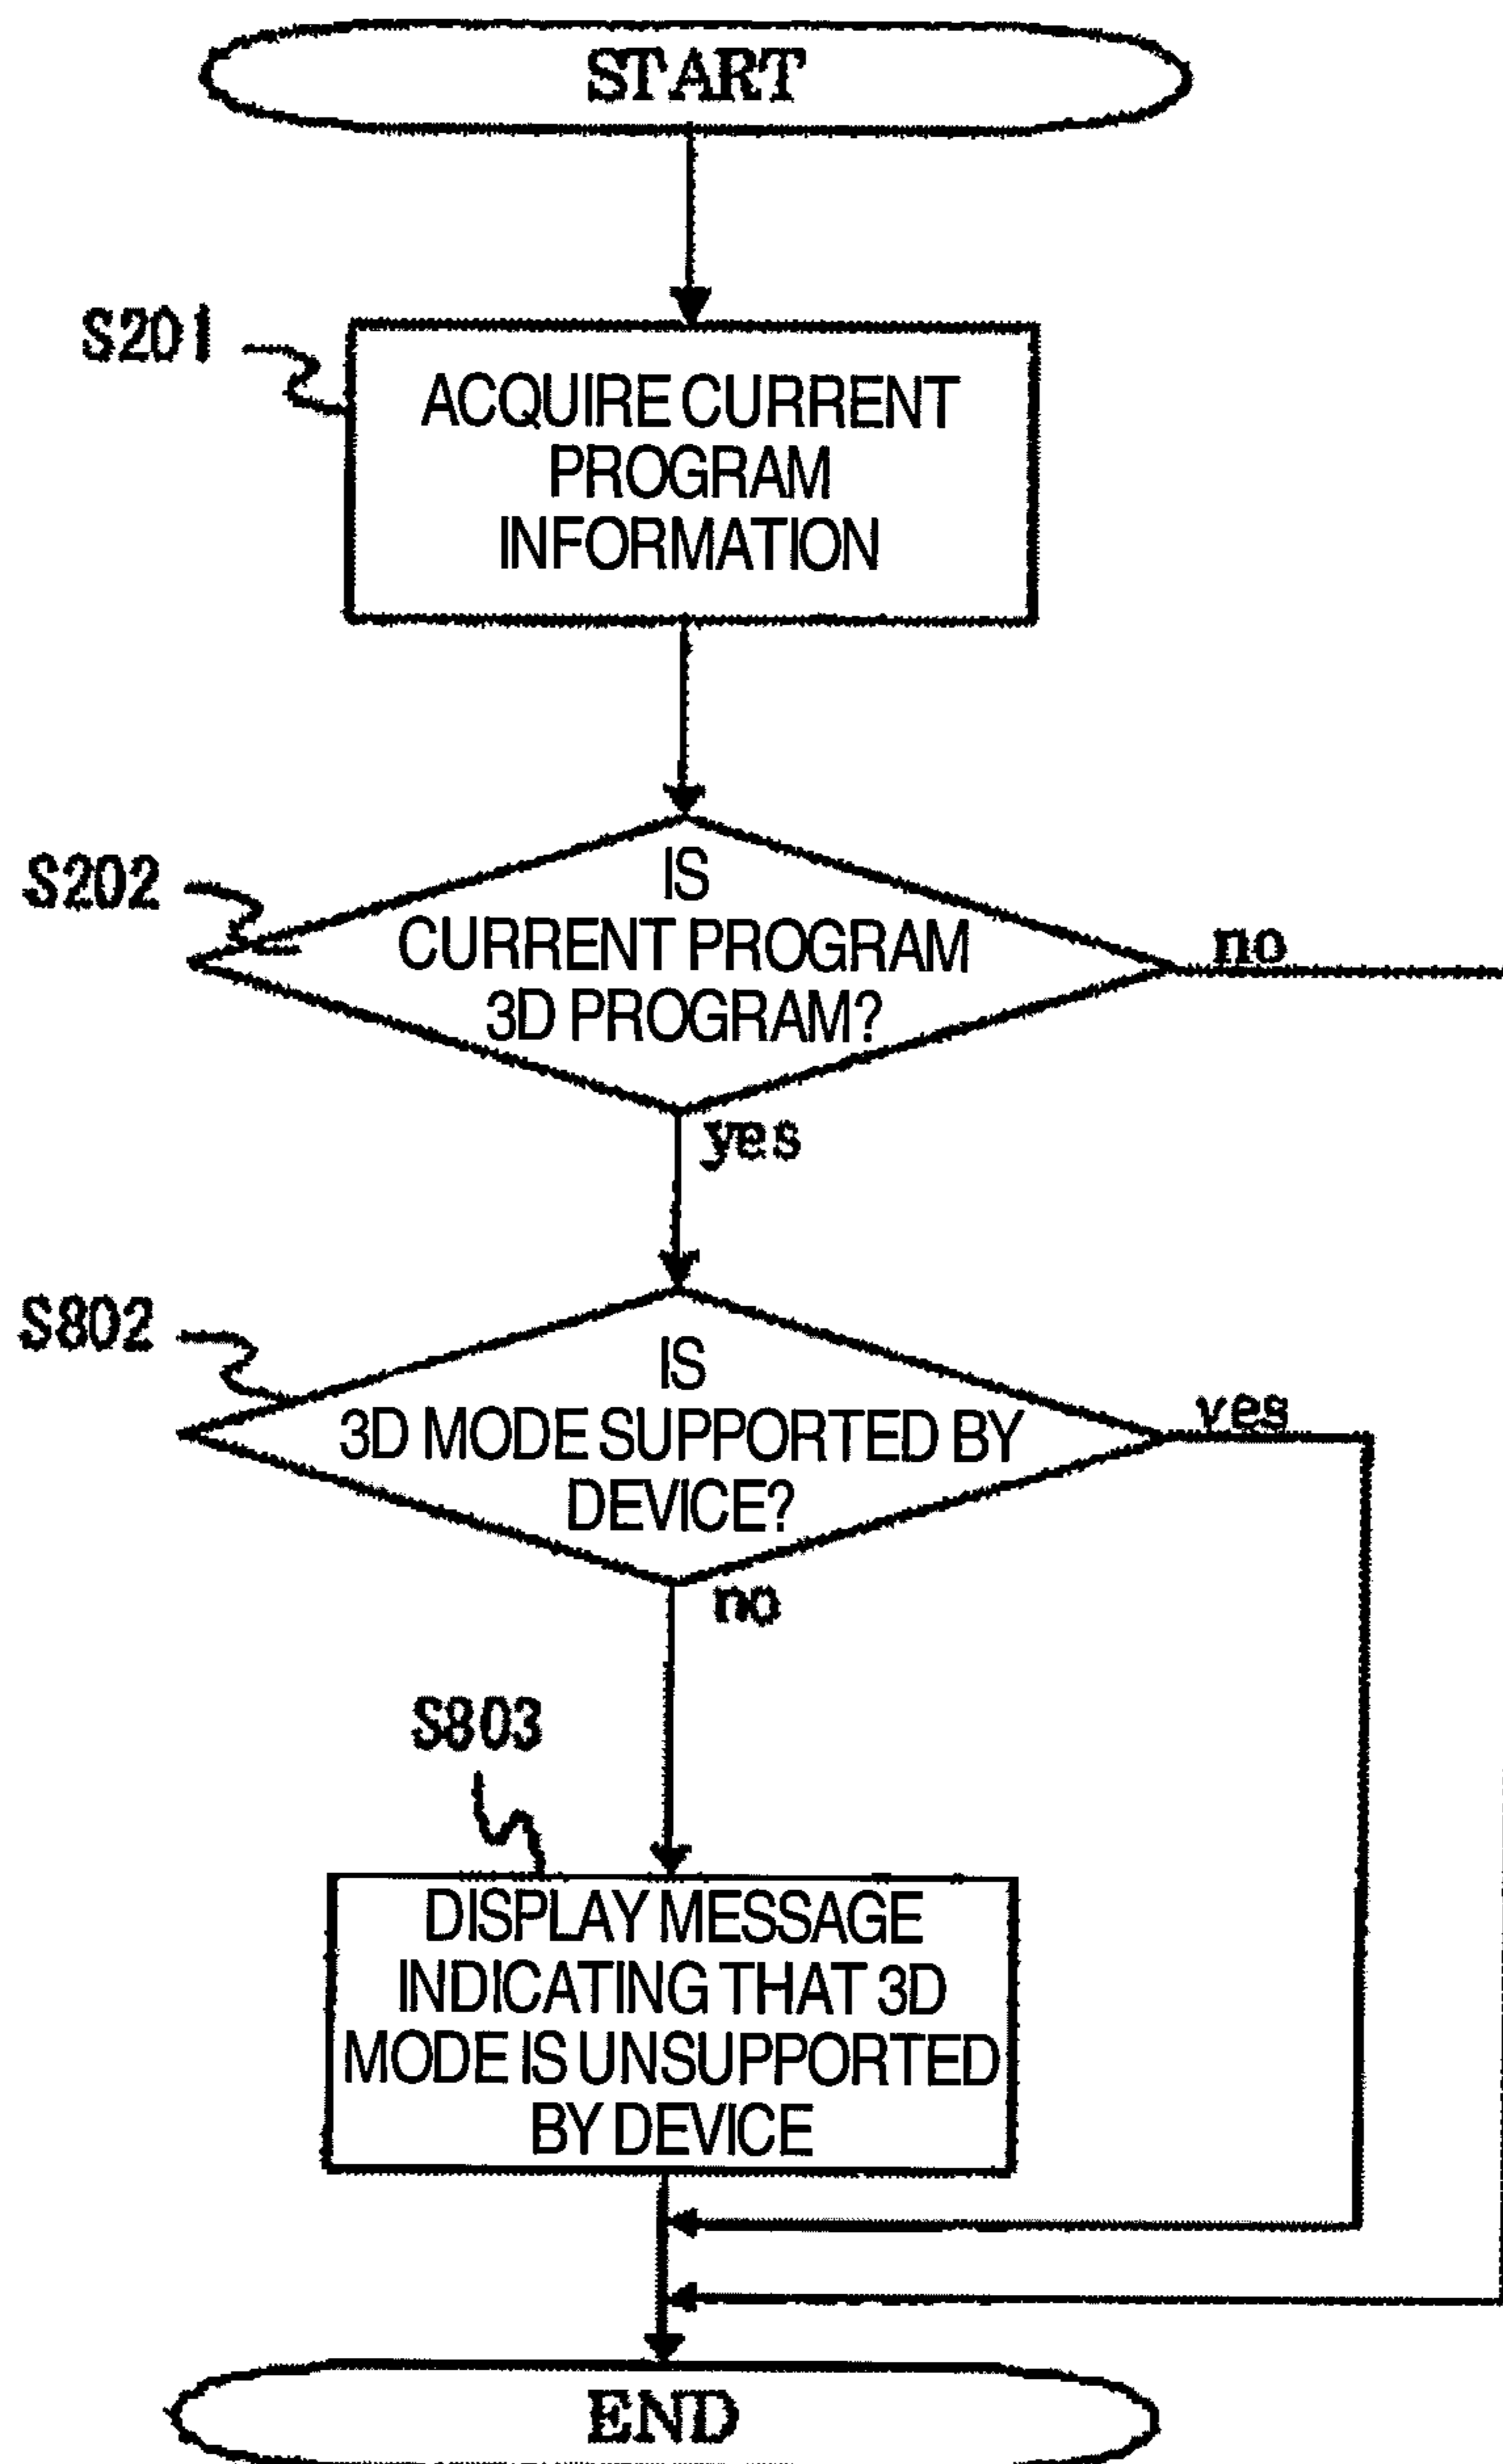 START
S201
ACQUIRE CURRENT
PROGRAM
INFORMATION
S202
IS
CURRENT PROGRAM
3D PROGRAM?
no
yes
S802
IS
3D MODE SUPPORTED BY
DEVICE?
yes
no
S803
DISPLAY MESSAGE
INDICATING THAT 3D
MODE IS UNSUPPORTED
BY DEVICE
END